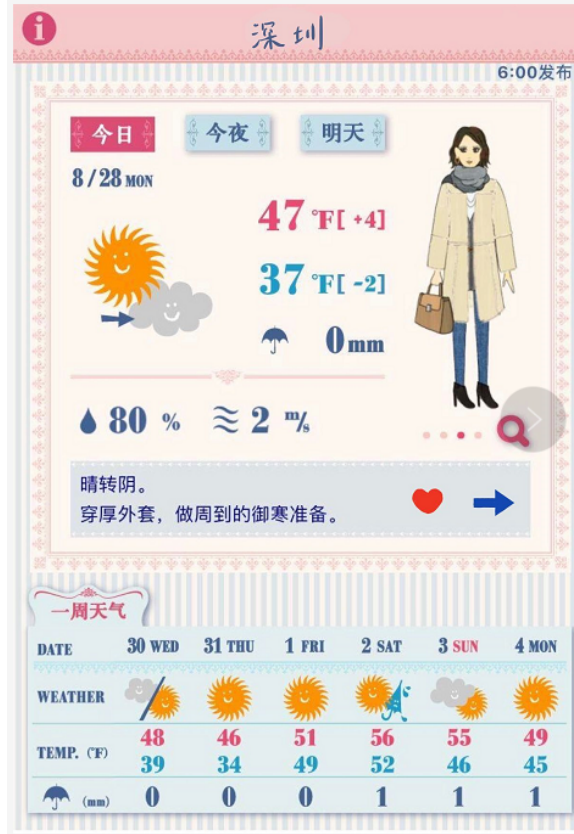 i
深圳
6:00发布
今日
今夜
明天
8/28 MON
47 °F[ +4]
37 °F[ -2]
0mm
80 %
2 m/s
晴转阴。
穿厚外套，做周到的御寒准备。
一周天气
DATE 30 WED 31 THU 1 FRI 2 SAT 3 SUN 4 MON
WEATHER
48 46 51 56 55 49
TEMP. (°F)
39 34 49 52 46 45
(mm) 0 0 0 1 1 1